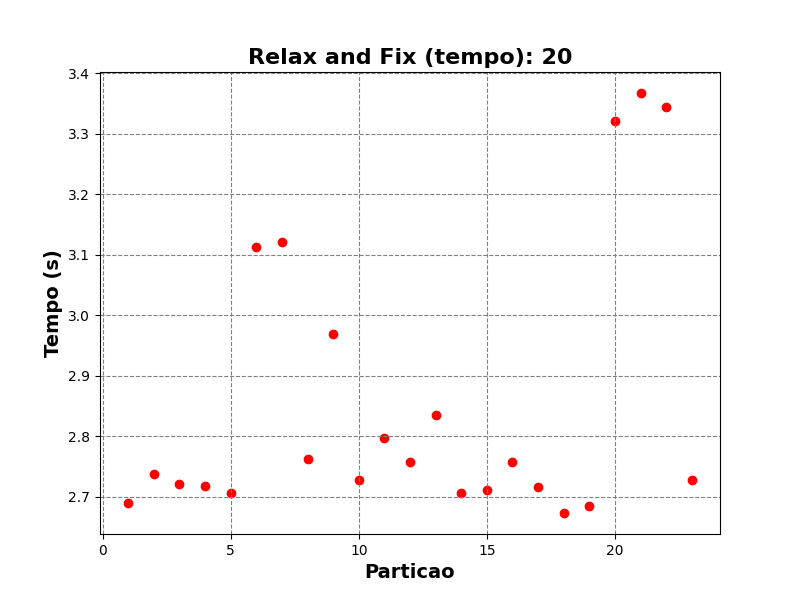 Relax and Fix (tempo): 20
3.4
3.3
3.2
3.1
3.0
2.9
2.8
2.7
Tempo (s)
0 5 10 15 20
Particao